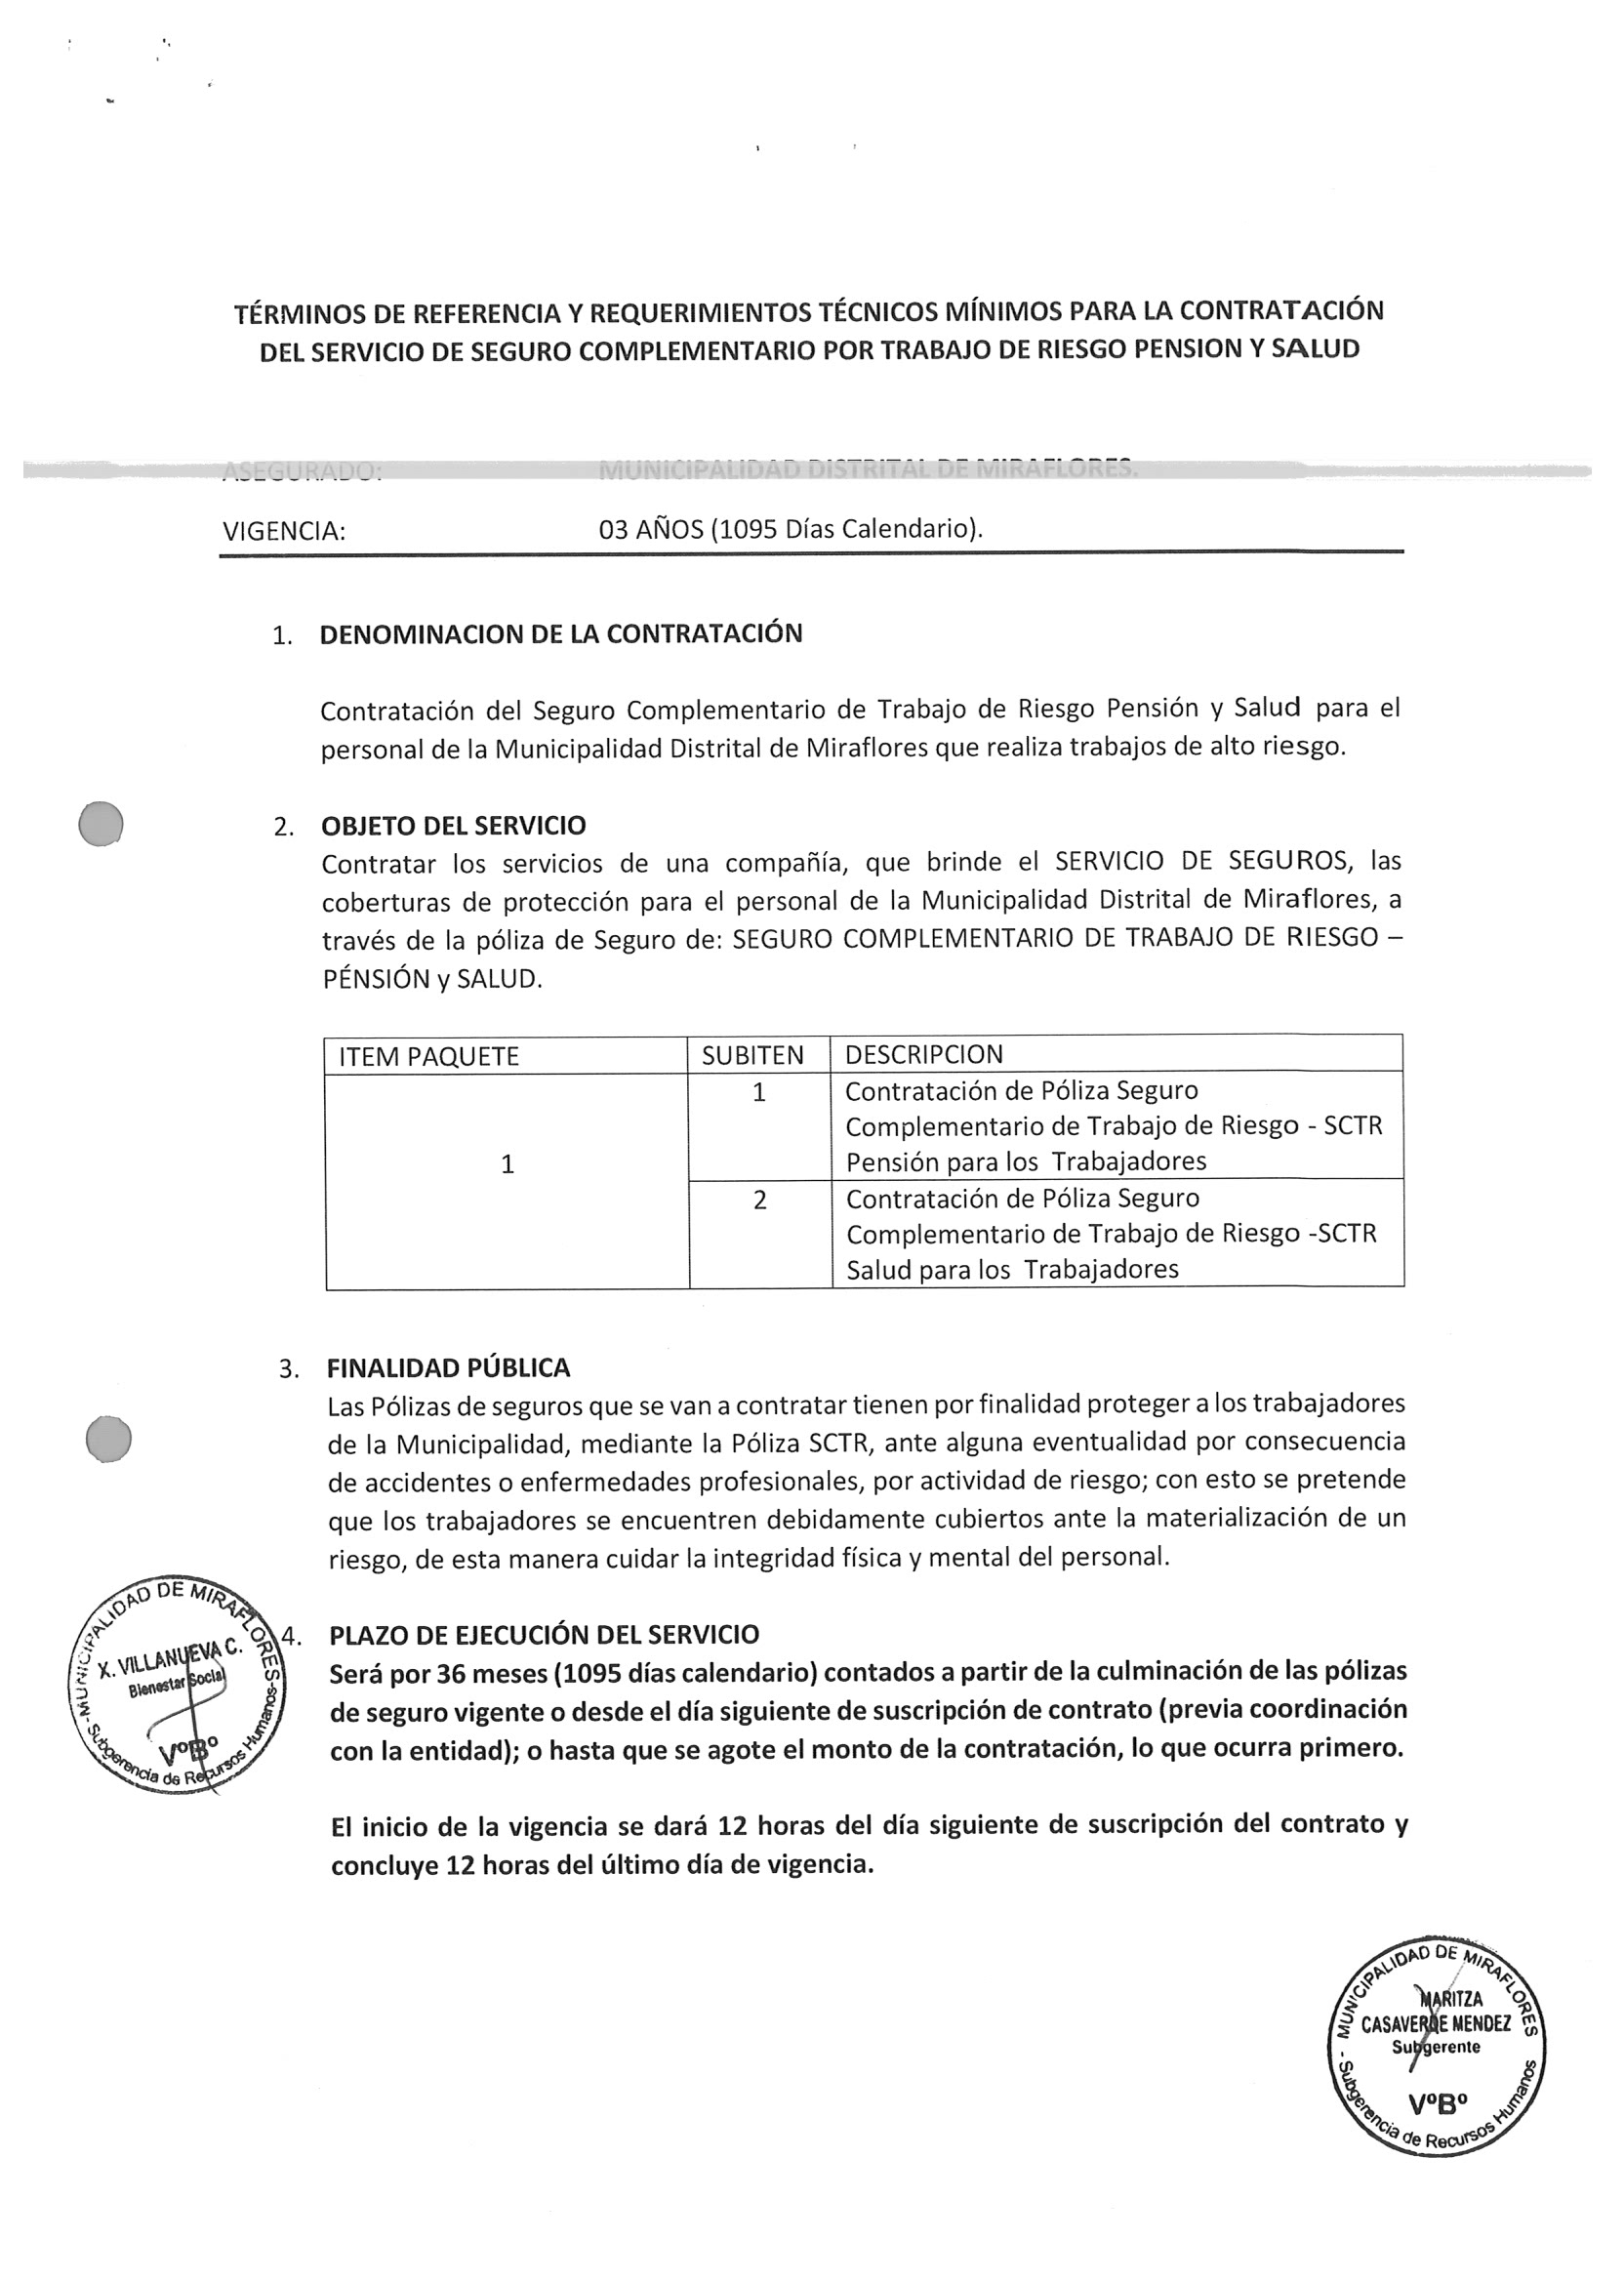 TÉRMINOS DE REFERENCIA Y REQUERIMIENTOS TÉCNICOS MÍNIMOS PARA LA CONTRATACIÓN
DEL SERVICIO DE SEGURO COMPLEMENTARIO POR TRABAJO DE RIESGO PENSION Y SALUD
ASEGURADO: MUNICIPALIDAD DISTRITAL DE MIRAFLORES.
VIGENCIA: 03 AÑOS (1095 Días Calendario).
1. DENOMINACION DE LA CONTRATACIÓN
Contratación del Seguro Complementario de Trabajo de Riesgo Pensión y Salud para el
personal de la Municipalidad Distrital de Miraflores que realiza trabajos de alto riesgo.
2. OBJETO DEL SERVICIO
Contratar los servicios de una compañía, que brinde el SERVICIO DE SEGUROS, las
coberturas de protección para el personal de la Municipalidad Distrital de Miraflores, a
través de la póliza de Seguro de: SEGURO COMPLEMENTARIO DE TRABAJO DE RIESGO –
PÉNSIÓN y SALUD.
ITEM PAQUETE SUBITEN DESCRIPCION
1
1 Contratación de Póliza Seguro
Complementario de Trabajo de Riesgo - SCTR
Pensión para los Trabajadores
2 Contratación de Póliza Seguro
Complementario de Trabajo de Riesgo -SCTR
Salud para los Trabajadores
3. FINALIDAD PÚBLICA
Las Pólizas de seguros que se van a contratar tienen por finalidad proteger a los trabajadores
de la Municipalidad, mediante la Póliza SCTR, ante alguna eventualidad por consecuencia
de accidentes o enfermedades profesionales, por actividad de riesgo; con esto se pretende
que los trabajadores se encuentren debidamente cubiertos ante la materialización de un
riesgo, de esta manera cuidar la integridad física y mental del personal.
4. PLAZO DE EJECUCIÓN DEL SERVICIO
Será por 36 meses (1095 días calendario) contados a partir de la culminación de las pólizas
de seguro vigente o desde el día siguiente de suscripción de contrato (previa coordinación
con la entidad); o hasta que se agote el monto de la contratación, lo que ocurra primero.
El inicio de la vigencia se dará 12 horas del día siguiente de suscripción del contrato y
concluye 12 horas del último día de vigencia.
MUNICIPALIDAD DE MIRAFLORES
X. VILLANUEVA C.
Bienestar Social
VºBº
Subgerencia de Recursos Humanos
MUNICIPALIDAD DE MIRAFLORES
MARITZA
CASAVERDE MENDEZ
Subgerente
VºBº
Subgerencia de Recursos Humanos